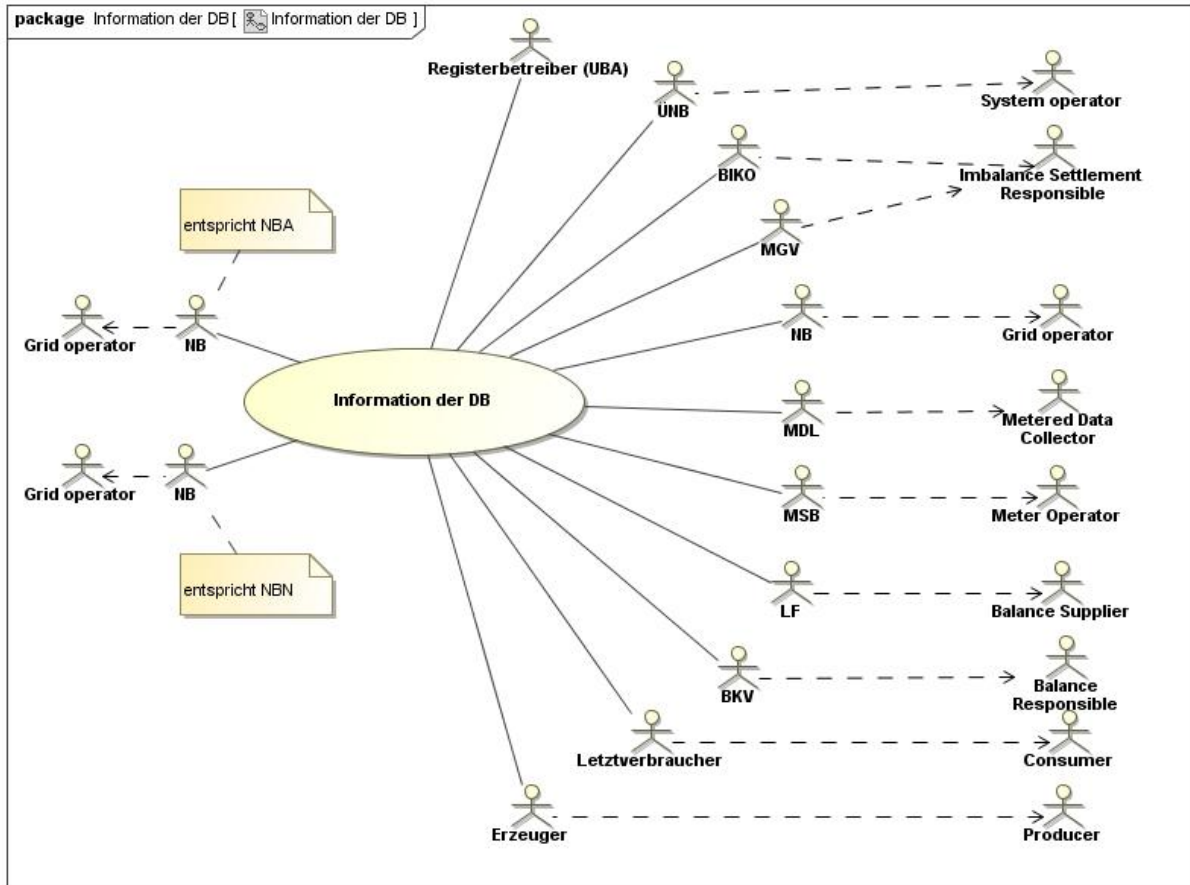 package Information der DB [ Information der DB ]
Registerbetreiber (UBA)
ÜNB
System operator
BIKO
Imbalance Settlement
Responsible
MGV
entspricht NBA
Grid operator
NB
NB
Grid operator
Information der DB
MDL
Metered Data
Collector
Grid operator
NB
MSB
Meter Operator
entspricht NBN
LF
Balance Supplier
BKV
Balance
Responsible
Letztverbraucher
Consumer
Erzeuger
Producer